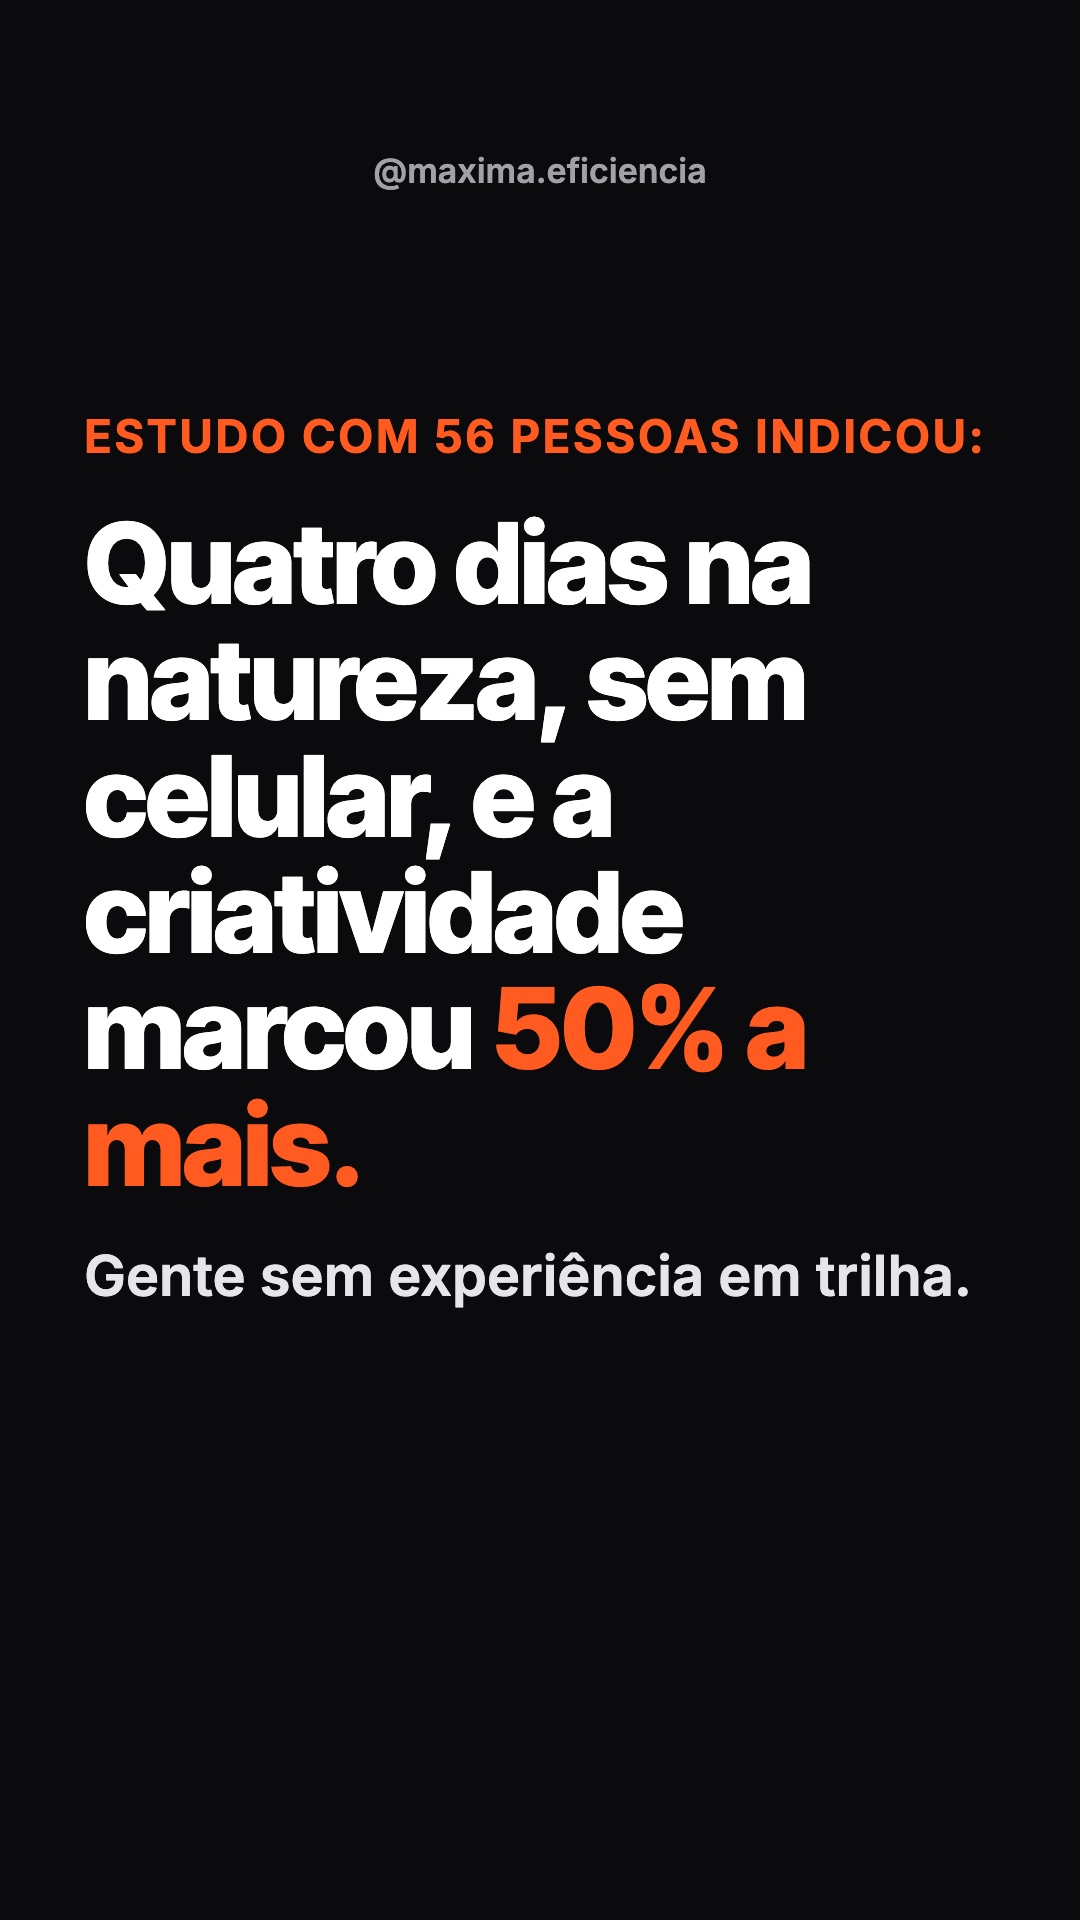 @maxima.eficiencia
ESTUDO COM 56 PESSOAS INDICOU:
Quatro dias na
natureza, sem
celular, e a
criatividade
marcou 50% a
mais.
Gente sem experiência em trilha.